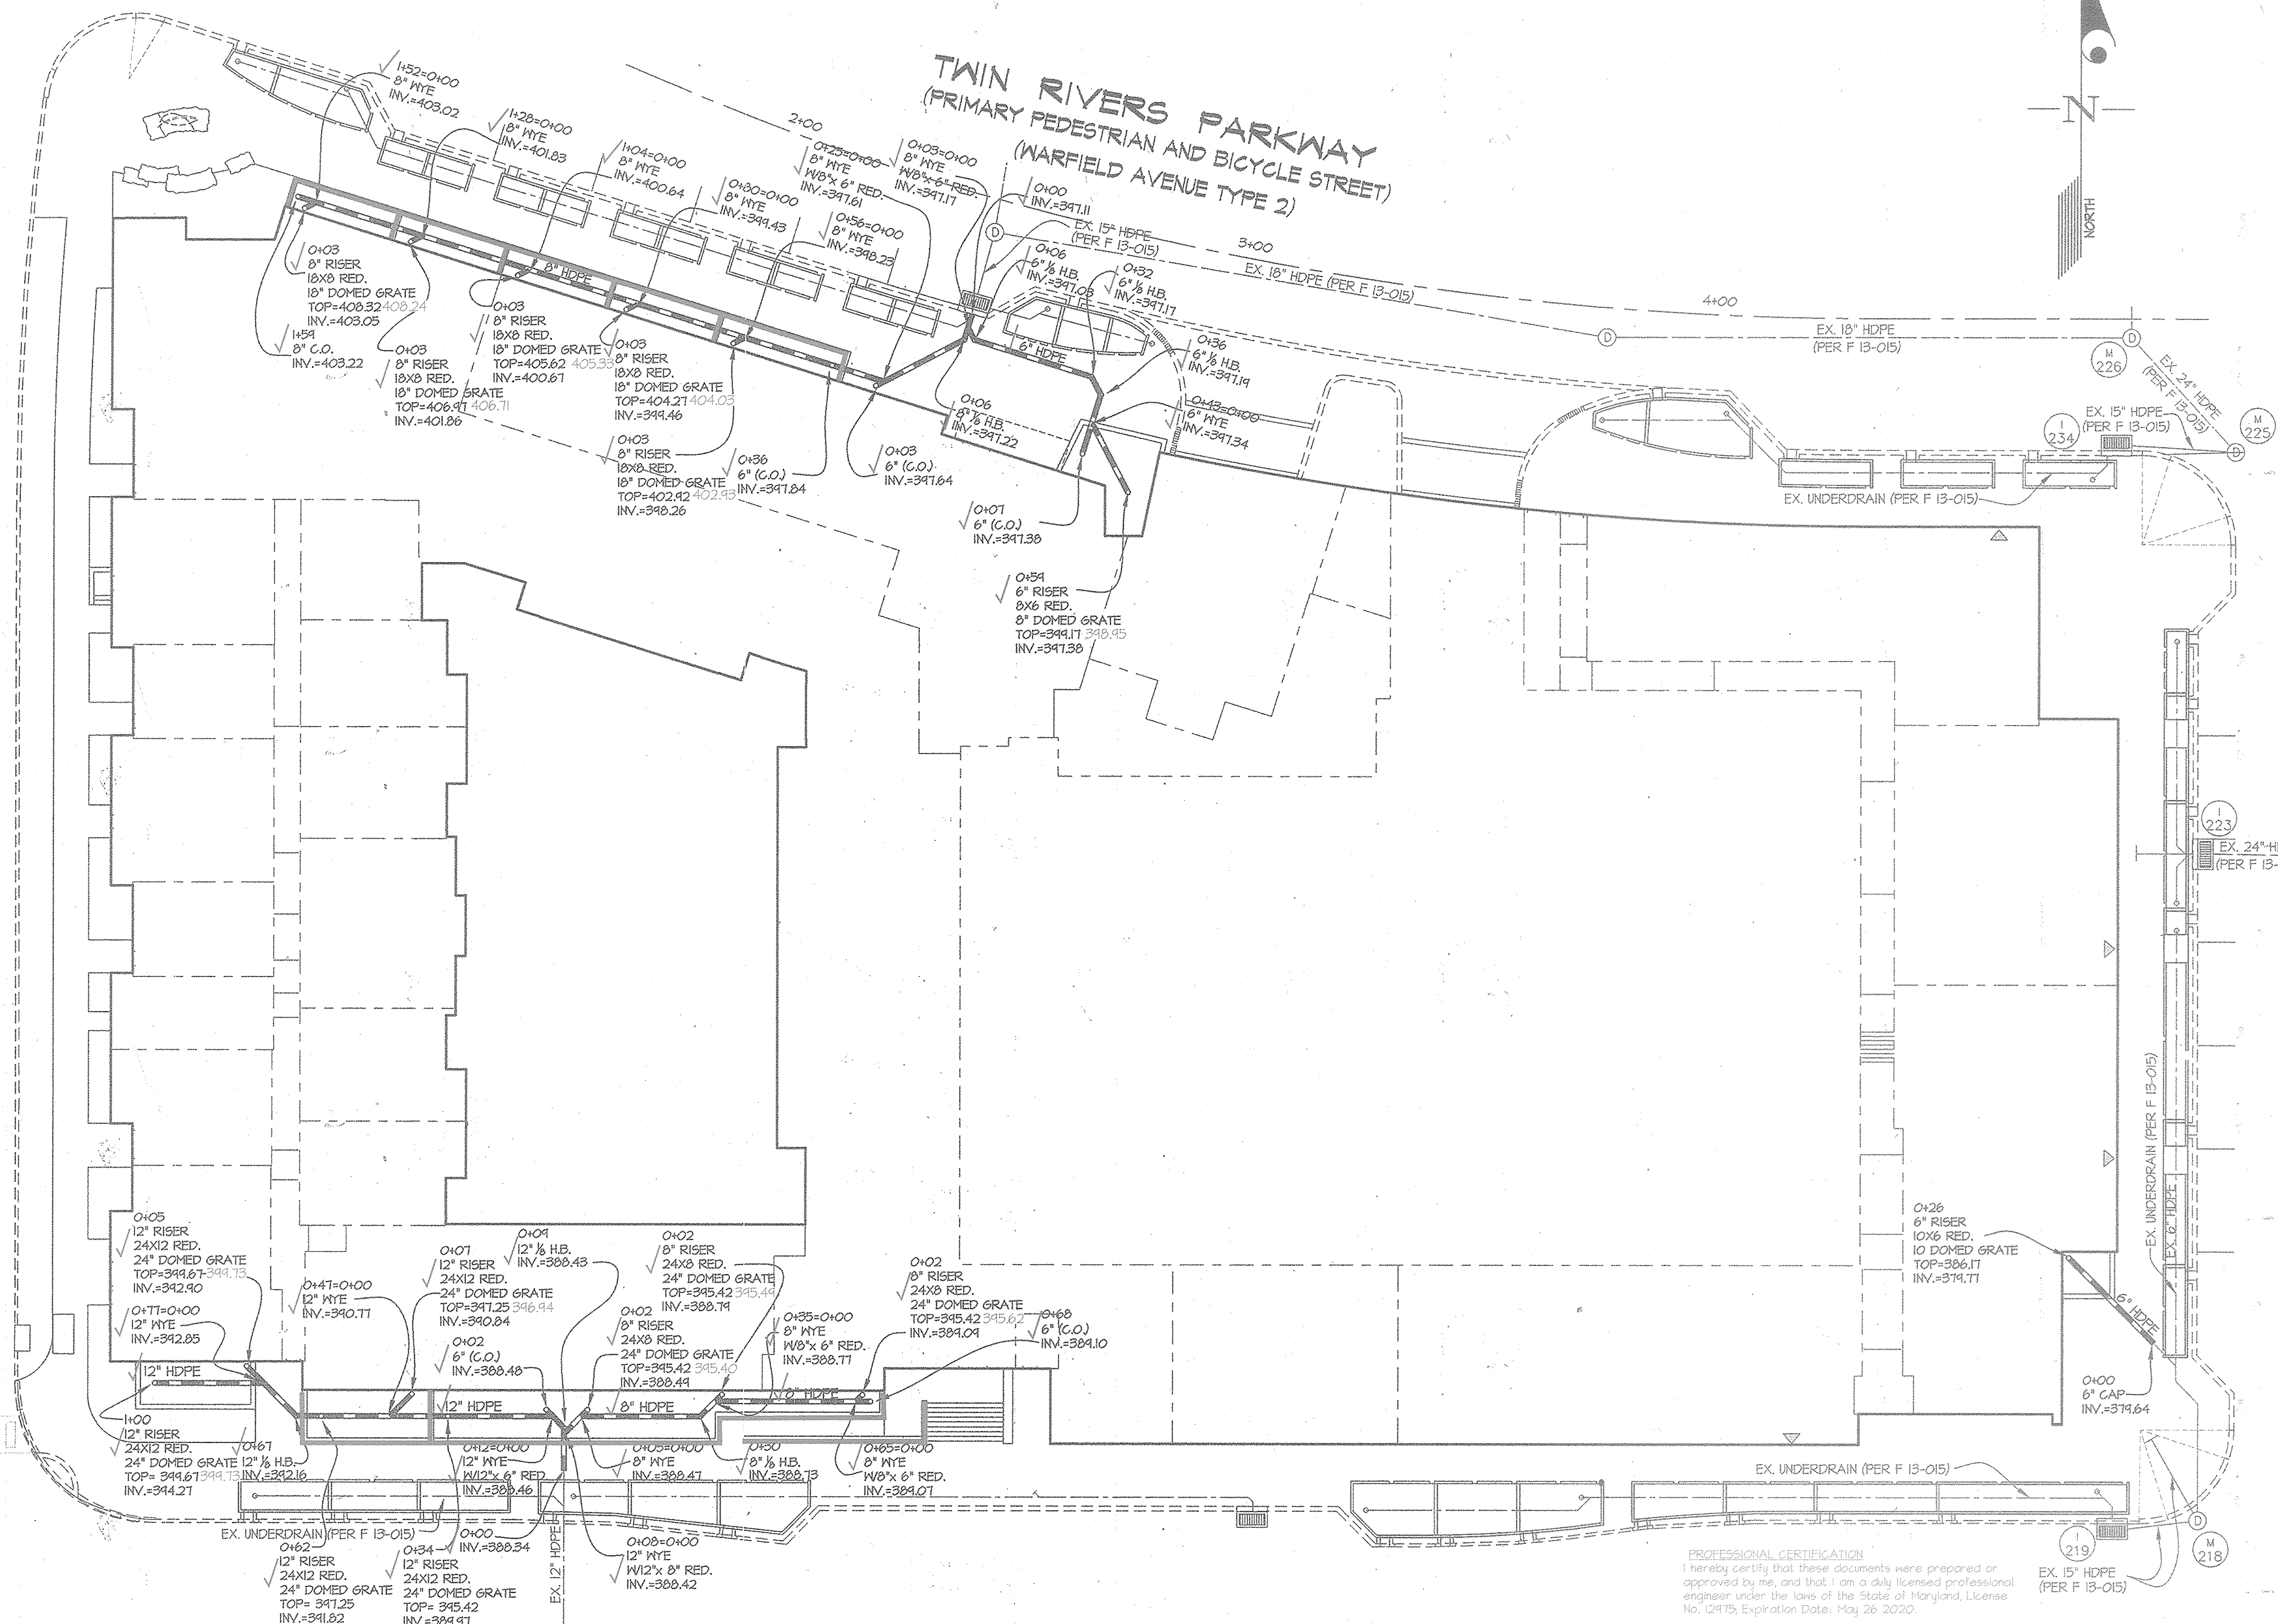 TWIN RIVERS PARKWAY
(PRIMARY PEDESTRIAN AND BICYCLE STREET)
(WARFIELD AVENUE TYPE 2)
N
NORTH
1+52=0+00
8" WYE
INV.=403.02
1+28=0+00
8" WYE
INV.=401.83
1+04=0+00
8" WYE
INV.=400.64
0+80=0+00
8" WYE
INV.=399.43
0+56=0+00
8" WYE
INV.=398.23
2+00
0+25=0+00
8" WYE
W/8"x 6" RED.
INV.=397.61
0+03=0+00
8" WYE
W/8"x 6" RED.
INV.=397.17
0+00
INV.=397.11
EX. 15" HDPE
(PER F 13-015)
D
3+00
EX. 18" HDPE (PER F 13-015)
0+06
6" ⅛ H.B.
INV.=397.03
0+32
6" ⅛ H.B.
INV.=397.17
0+36
6" ⅛ H.B.
INV.=397.19
0+43=0+00
6" WYE
INV.=397.34
4+00
D
EX. 18" HDPE
(PER F 13-015)
D
M
226
EX. 24" HDPE
(PER F 13-015)
EX. 15" HDPE
(PER F 13-015)
I
234
M
225
D
EX. UNDERDRAIN (PER F 13-015)
8" HDPE
6" HDPE
0+03
8" RISER
18X8 RED.
18" DOMED GRATE
TOP=408.32 408.24
INV.=403.05
1+59
8" C.O.
INV.=403.22
0+03
8" RISER
18X8 RED.
18" DOMED GRATE
TOP=406.97 406.71
INV.=401.86
0+03
8" RISER
18X8 RED.
18" DOMED GRATE
TOP=405.62 405.33
INV.=400.67
0+03
8" RISER
18X8 RED.
18" DOMED GRATE
TOP=404.27 404.03
INV.=399.46
0+03
8" RISER
18X8 RED.
18" DOMED GRATE
TOP=402.92 402.93
INV.=398.26
0+36
6" (C.O.)
INV.=397.84
0+03
6" (C.O.)
INV.=397.64
0+06
8" ⅛ H.B.
INV.=397.22
0+07
6" (C.O.)
INV.=397.38
0+59
6" RISER
8X6 RED.
8" DOMED GRATE
TOP=399.17 398.95
INV.=397.38
I
223
EX. 24" H
(PER F 13-
EX. UNDERDRAIN (PER F 13-015)
EX. 6" HDPE
0+26
6" RISER
10X6 RED.
10 DOMED GRATE
TOP=386.17
INV.=379.77
6" HDPE
0+00
6" CAP
INV.=379.64
0+05
12" RISER
24X12 RED.
24" DOMED GRATE
TOP=399.67 399.73
INV.=392.90
0+77=0+00
12" WYE
INV.=392.85
12" HDPE
0+47=0+00
12" WYE
INV.=390.77
0+07
12" RISER
24X12 RED.
24" DOMED GRATE
TOP=397.25 396.94
INV.=390.84
0+02
6" (C.O.)
INV.=388.48
0+09
12" ⅛ H.B.
INV.=388.43
0+02
8" RISER
24X8 RED.
24" DOMED GRATE
TOP=395.42 395.40
INV.=388.49
0+02
8" RISER
24X8 RED.
24" DOMED GRATE
TOP=395.42 395.49
INV.=388.79
0+35=0+00
8" WYE
W/8"x 6" RED.
INV.=388.77
0+02
8" RISER
24X8 RED.
24" DOMED GRATE
TOP=395.42 395.62
INV.=389.09
0+68
6" (C.O.)
INV.=389.10
12" HDPE
8" HDPE
8" HDPE
1+00
12" RISER
24X12 RED.
24" DOMED GRATE
TOP= 399.67 399.73
INV.=394.27
0+67
12" ⅛ H.B.
INV.=392.16
0+12=0+00
12" WYE
W/12"x 6" RED.
INV.=388.46
0+05=0+00
8" WYE
INV.=388.47
0+30
8" ⅛ H.B.
INV.=388.73
0+65=0+00
8" WYE
W/8"x 6" RED.
INV.=389.07
EX. UNDERDRAIN (PER F 13-015)
0+62
12" RISER
24X12 RED.
24" DOMED GRATE
TOP= 397.25
INV.=391.82
0+34
12" RISER
24X12 RED.
24" DOMED GRATE
TOP= 395.42
INV.=389.97
0+00
INV.=388.34
EX. 12" HDPE
0+08=0+00
12" WYE
W/12"x 8" RED.
INV.=388.42
EX. UNDERDRAIN (PER F 13-015)
I
219
D
M
218
EX. 15" HDPE
(PER F 13-015)
PROFESSIONAL CERTIFICATION
I hereby certify that these documents were prepared or
approved by me, and that I am a duly licensed professional
engineer under the laws of the State of Maryland, License
No. 12975, Expiration Date: May 26 2020.